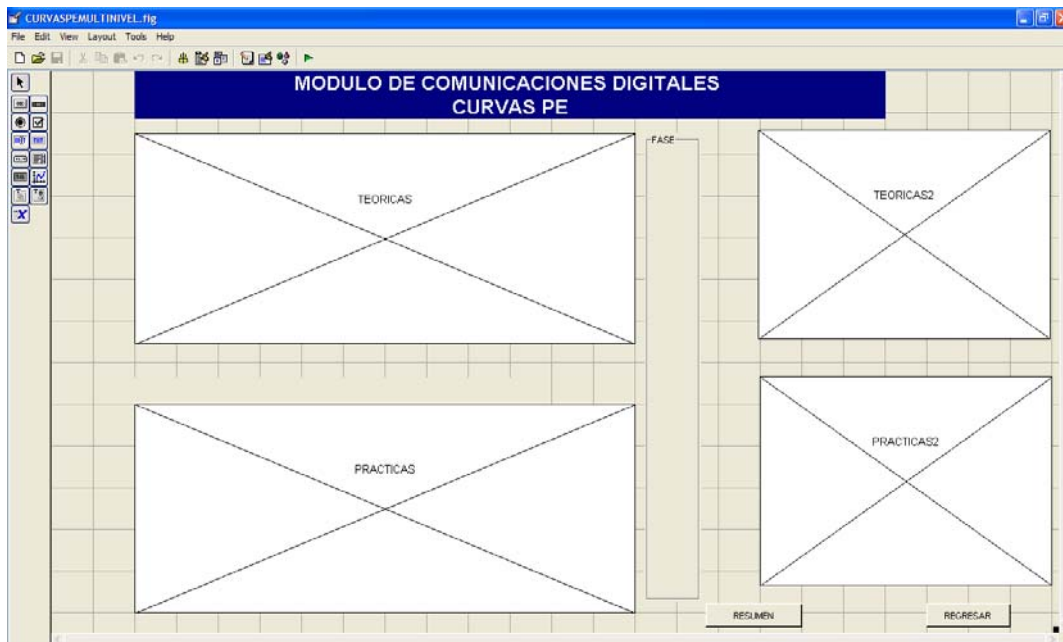 CURVASPEMULTINIVEL.fig
File Edit View Layout Tools Help
MODULO DE COMUNICACIONES DIGITALES
CURVAS PE
TEORICAS
FASE
TEORICAS2
PRACTICAS
PRACTICAS2
RESUMEN
REGRESAR